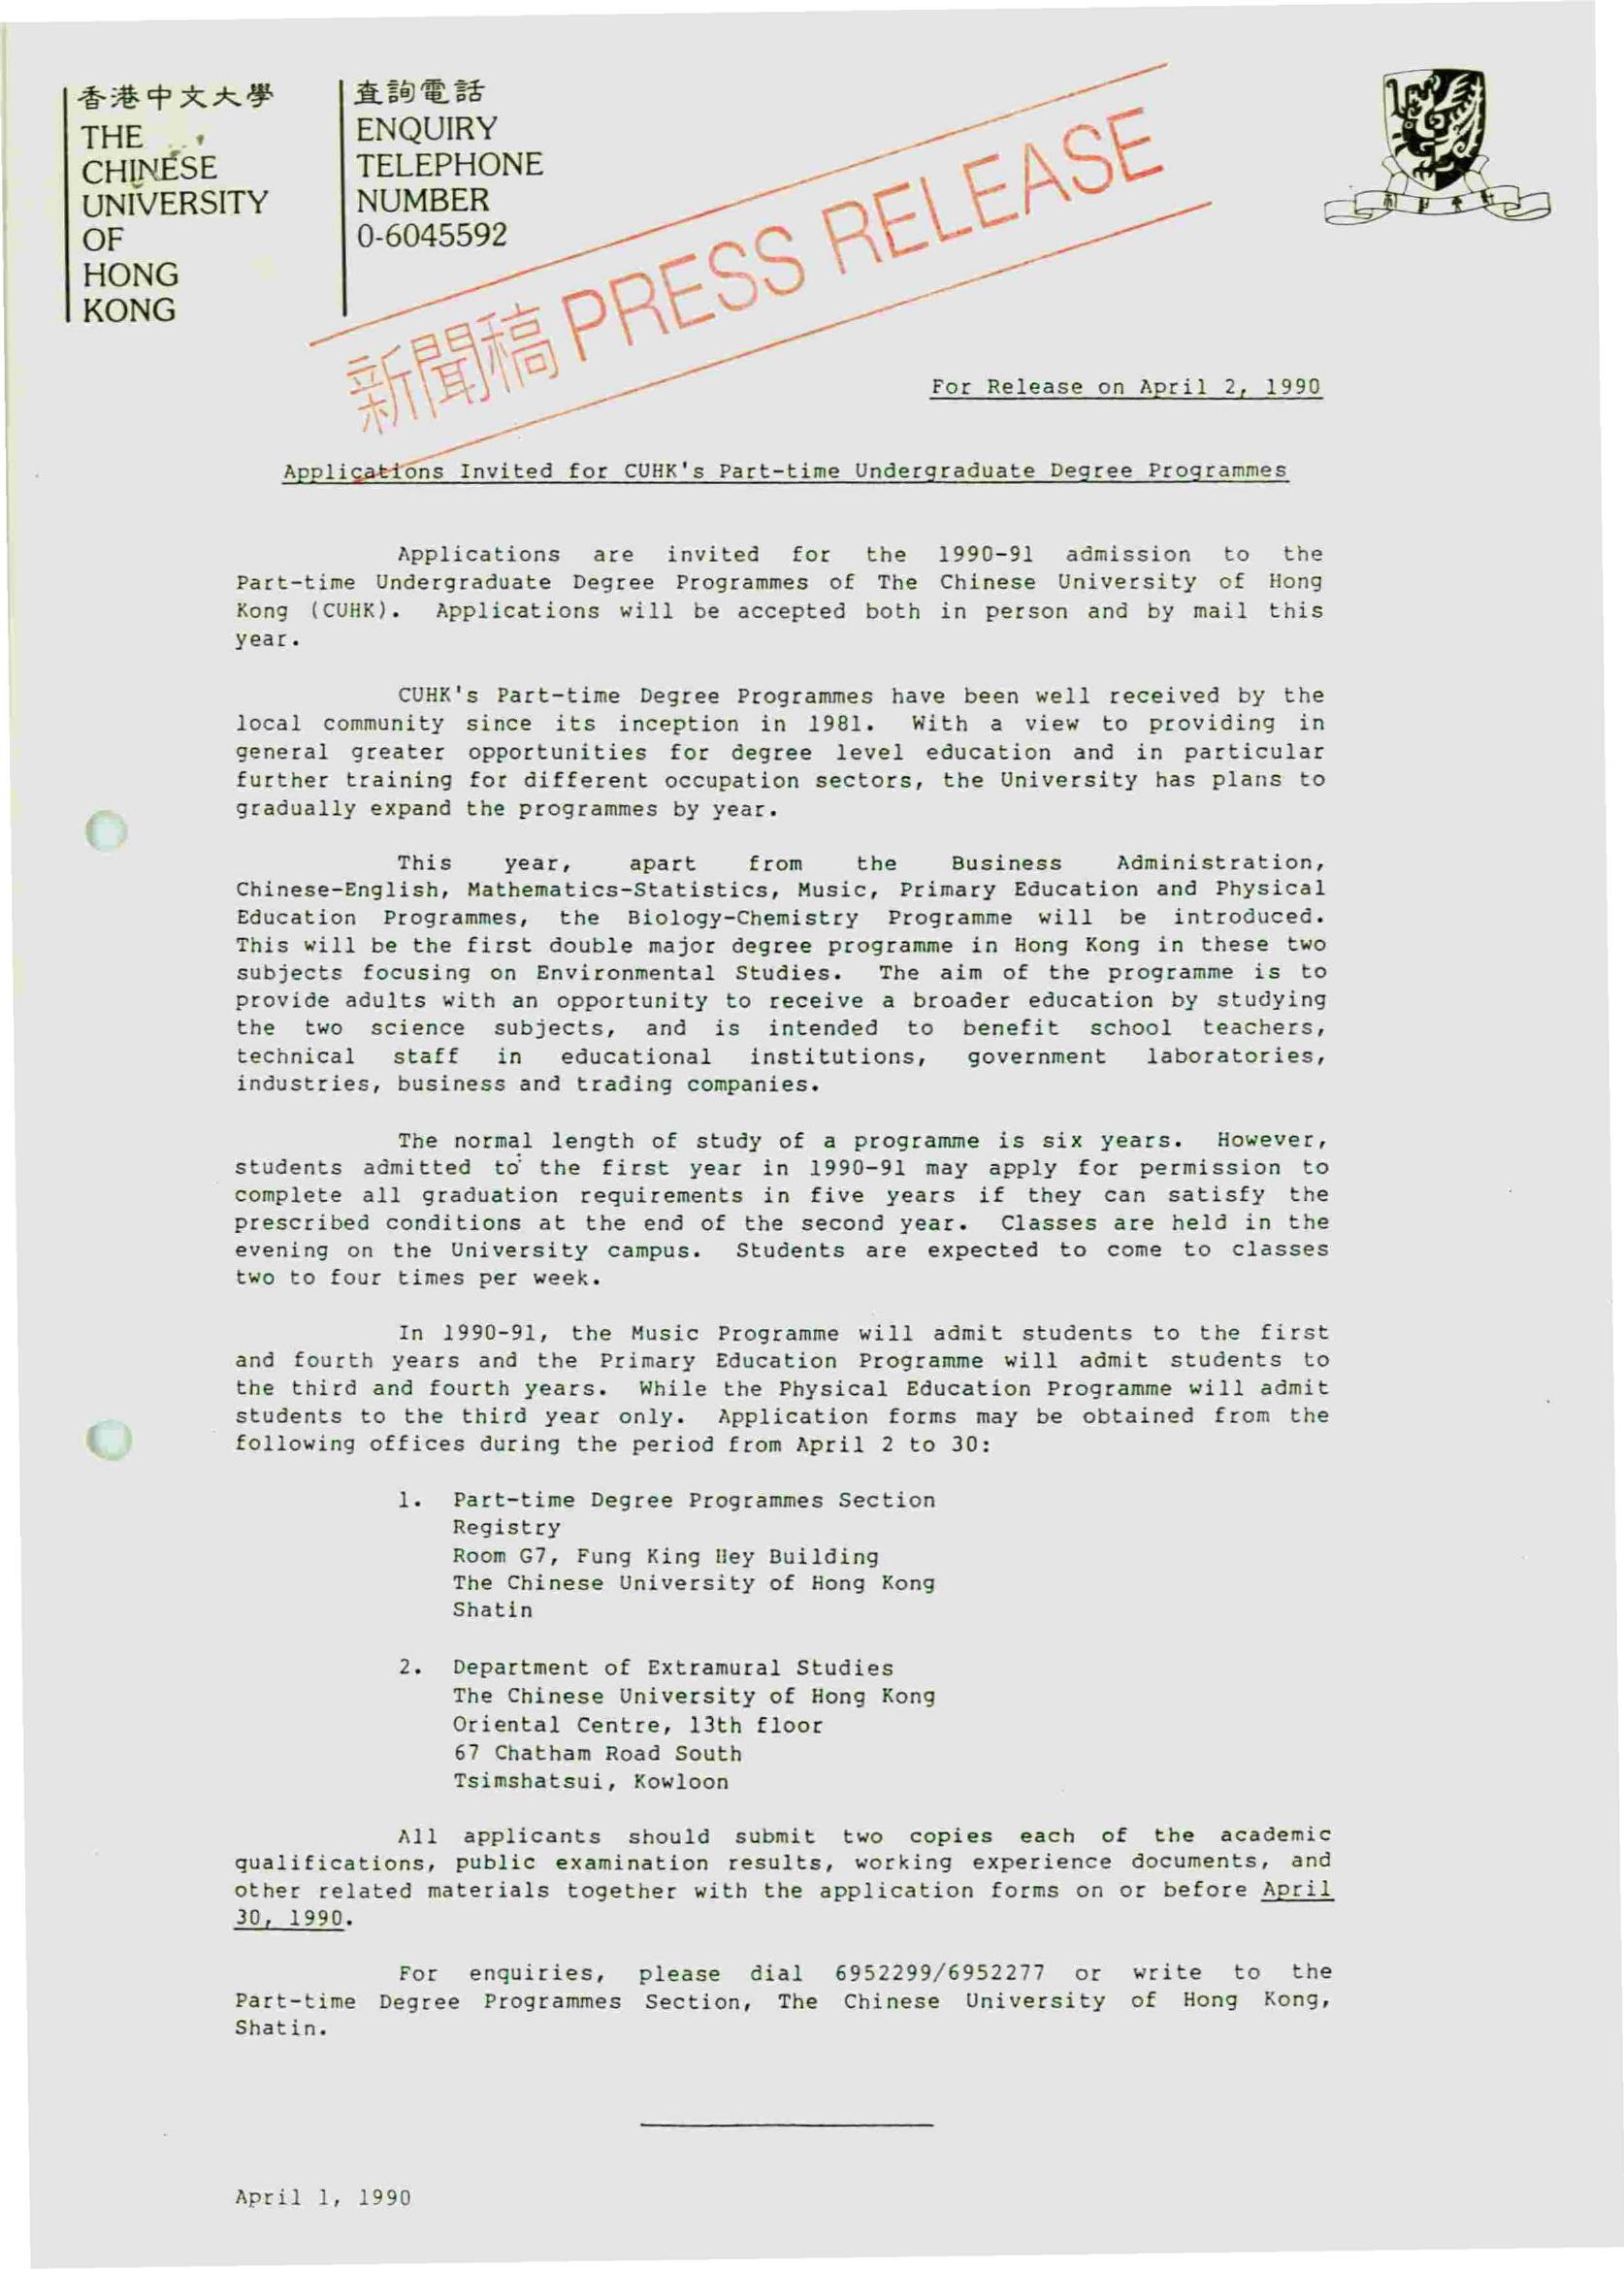 香港中文大學
THE
CHINESE
UNIVERSITY
OF
HONG
KONG
查詢電話
ENQUIRY
TELEPHONE
NUMBER
0-6045592
新聞稿 PRESS RELEASE
For Release on April 2, 1990
Applications Invited for CUHK's Part-time Undergraduate Degree Programmes
Applications are invited for the 1990-91 admission to the
Part-time Undergraduate Degree Programmes of The Chinese University of Hong
Kong (CUHK). Applications will be accepted both in person and by mail this
year.
CUHK's Part-time Degree Programmes have been well received by the
local community since its inception in 1981. With a view to providing in
general greater opportunities for degree level education and in particular
further training for different occupation sectors, the University has plans to
gradually expand the programmes by year.
This year, apart from the Business Administration,
Chinese-English, Mathematics-Statistics, Music, Primary Education and Physical
Education Programmes, the Biology-Chemistry Programme will be introduced.
This will be the first double major degree programme in Hong Kong in these two
subjects focusing on Environmental Studies. The aim of the programme is to
provide adults with an opportunity to receive a broader education by studying
the two science subjects, and is intended to benefit school teachers,
technical staff in educational institutions, government laboratories,
industries, business and trading companies.
The normal length of study of a programme is six years. However,
students admitted to the first year in 1990-91 may apply for permission to
complete all graduation requirements in five years if they can satisfy the
prescribed conditions at the end of the second year. Classes are held in the
evening on the University campus. Students are expected to come to classes
two to four times per week.
In 1990-91, the Music Programme will admit students to the first
and fourth years and the Primary Education Programme will admit students to
the third and fourth years. While the Physical Education Programme will admit
students to the third year only. Application forms may be obtained from the
following offices during the period from April 2 to 30:
1. Part-time Degree Programmes Section
Registry
Room G7, Fung King Hey Building
The Chinese University of Hong Kong
Shatin
2. Department of Extramural Studies
The Chinese University of Hong Kong
Oriental Centre, 13th floor
67 Chatham Road South
Tsimshatsui, Kowloon
All applicants should submit two copies each of the academic
qualifications, public examination results, working experience documents, and
other related materials together with the application forms on or before April
30, 1990.
For enquiries, please dial 6952299/6952277 or write to the
Part-time Degree Programmes Section, The Chinese University of Hong Kong,
Shatin.
April 1, 1990